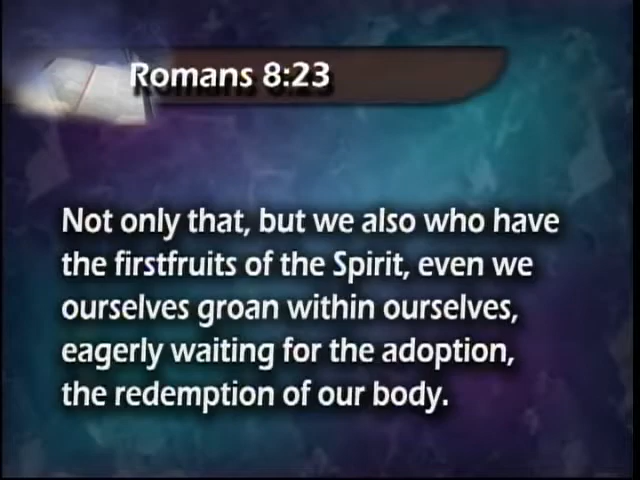 Romans 8:23
Not only that, but we also who have
the firstfruits of the Spirit, even we
ourselves groan within ourselves,
eagerly waiting for the adoption,
the redemption of our body.